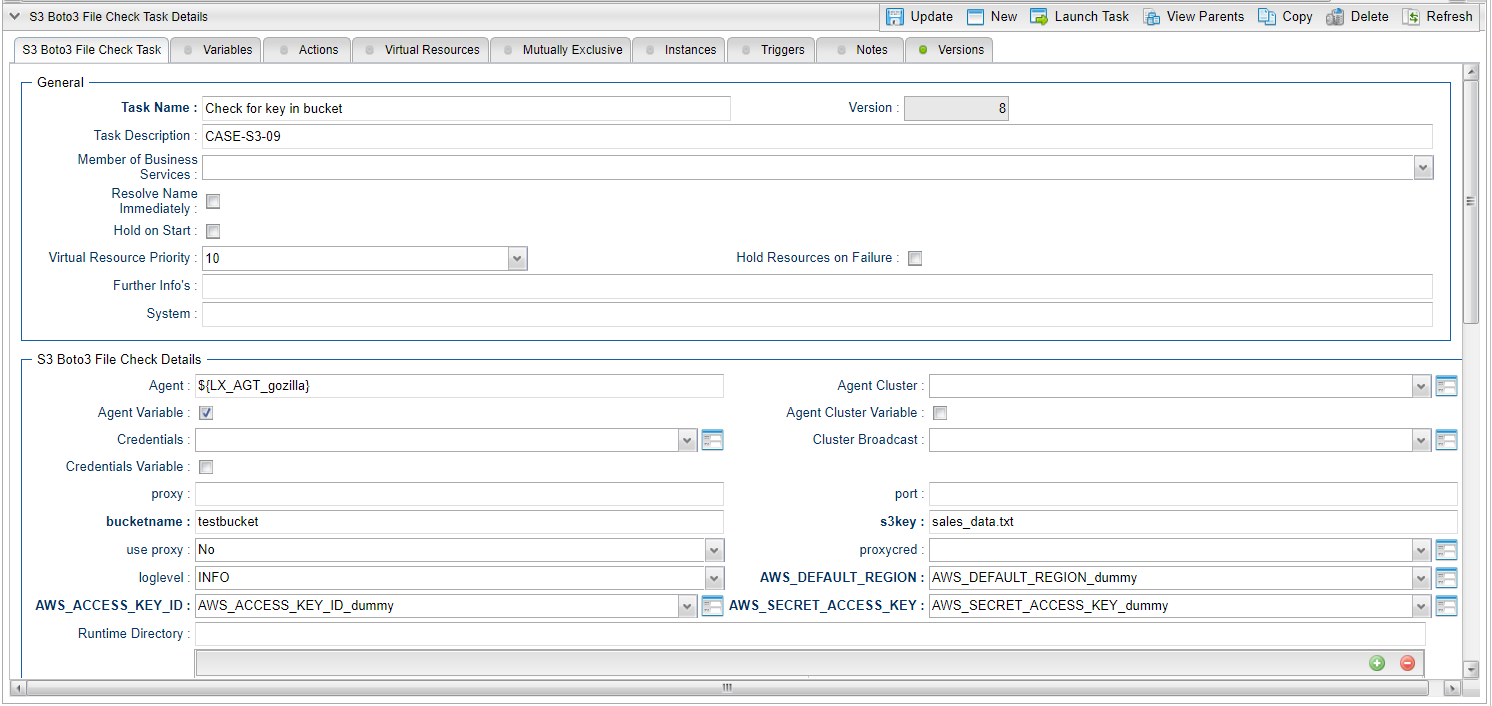 S3 Boto3 File Check Task Details
Update New Launch Task View Parents Copy Delete Refresh
S3 Boto3 File Check Task Variables Actions Virtual Resources Mutually Exclusive Instances Triggers Notes Versions
General
Task Name : Check for key in bucket Version : 8
Task Description : CASE-S3-09
Member of Business
Services :
Resolve Name
Immediately :
Hold on Start :
Virtual Resource Priority : 10 Hold Resources on Failure :
Further Info's :
System :
S3 Boto3 File Check Details
Agent : ${LX_AGT_gozilla} Agent Cluster :
Agent Variable : Agent Cluster Variable :
Credentials : Cluster Broadcast :
Credentials Variable :
proxy : port :
bucketname : testbucket s3key : sales_data.txt
use proxy : No proxycred :
loglevel : INFO AWS_DEFAULT_REGION : AWS_DEFAULT_REGION_dummy
AWS_ACCESS_KEY_ID : AWS_ACCESS_KEY_ID_dummy AWS_SECRET_ACCESS_KEY : AWS_SECRET_ACCESS_KEY_dummy
Runtime Directory :